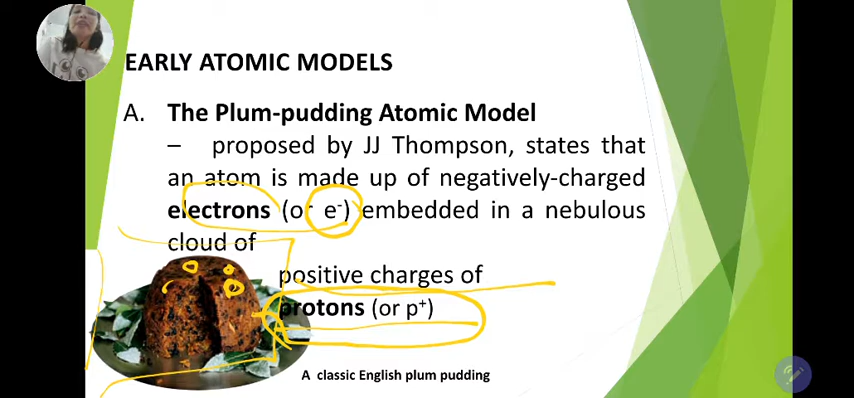 EARLY ATOMIC MODELS
A. The Plum-pudding Atomic Model
– proposed by JJ Thompson, states that
an atom is made up of negatively-charged
electrons (or e⁻) embedded in a nebulous
cloud of
positive charges of
protons (or p⁺)
A classic English plum pudding